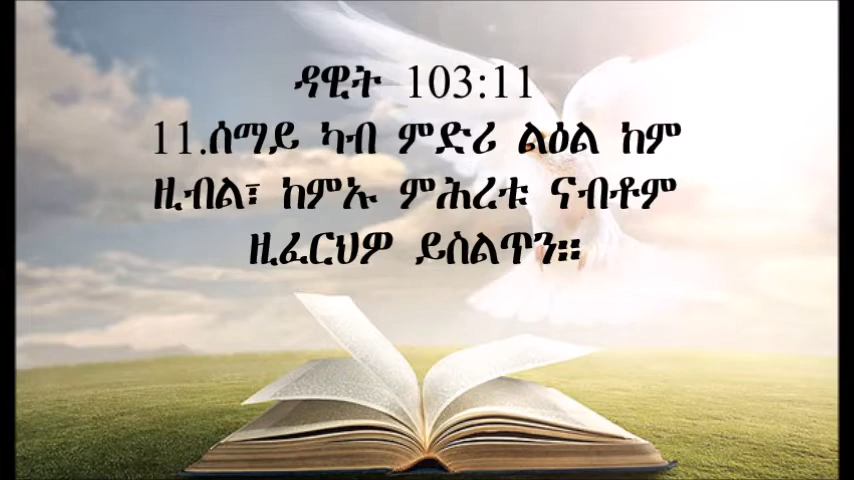 ዳዊት 103:11
11.ሰማይ ካብ ምድሪ ልዕል ከም
ዚብል፣ ከምኡ ምሕረቱ ናብቶም
ዚፈርህዎ ይስልጥን።